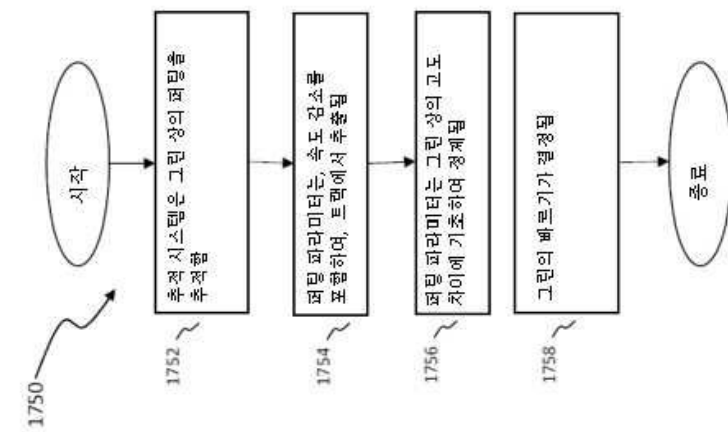 1750
시작
1752
추적 시스템은 그린 상의 퍼팅을
추적함
1754
퍼팅 파라미터는, 속도 감소를
포함하여, 트랙에서 추출됨
1756
퍼팅 파라미터는 그린 상의 고도
차이에 기초하여 정제됨
1758
그린의 빠르기가 결정됨
종료